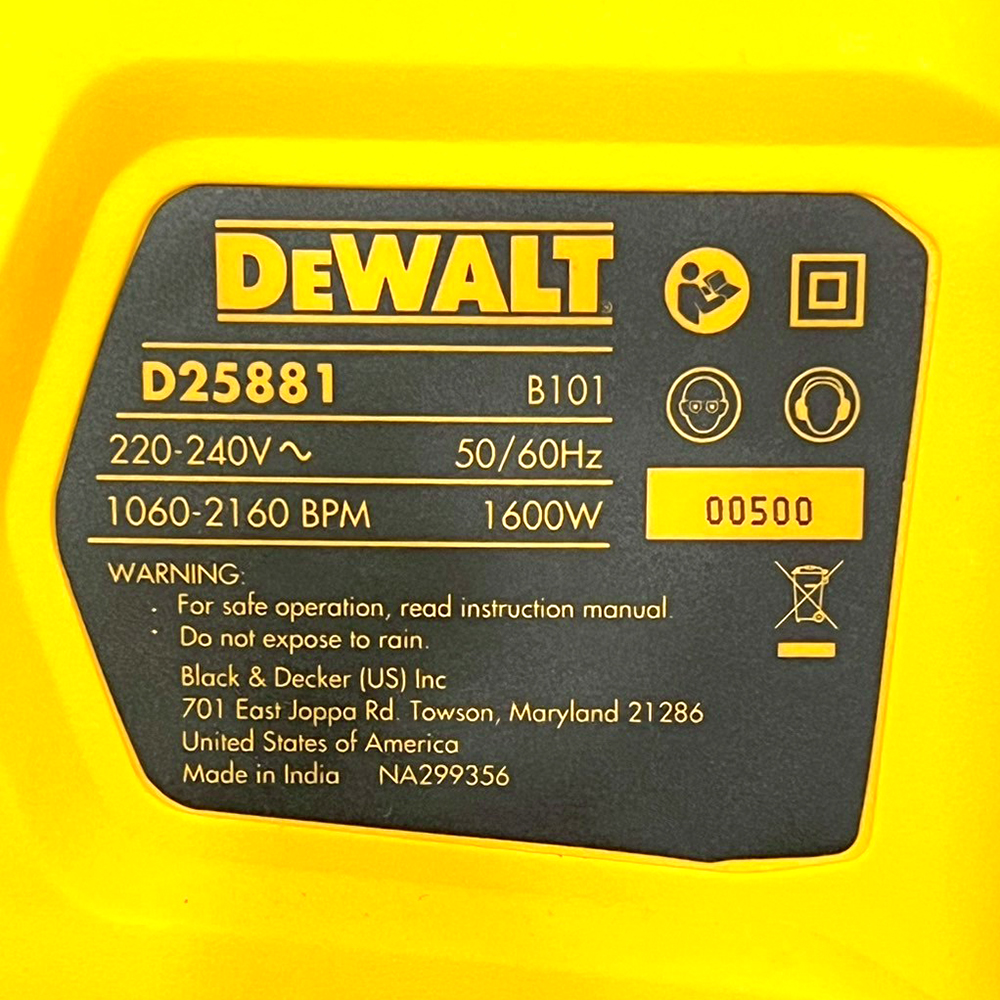 DEWALT
D25881 B101
220-240V~ 50/60Hz
1060-2160 BPM 1600W
00500
WARNING:
. For safe operation, read instruction manual.
· Do not expose to rain.
Black & Decker (US) Inc
701 East Joppa Rd. Towson, Maryland 21286
United States of America
Made in India NA299356